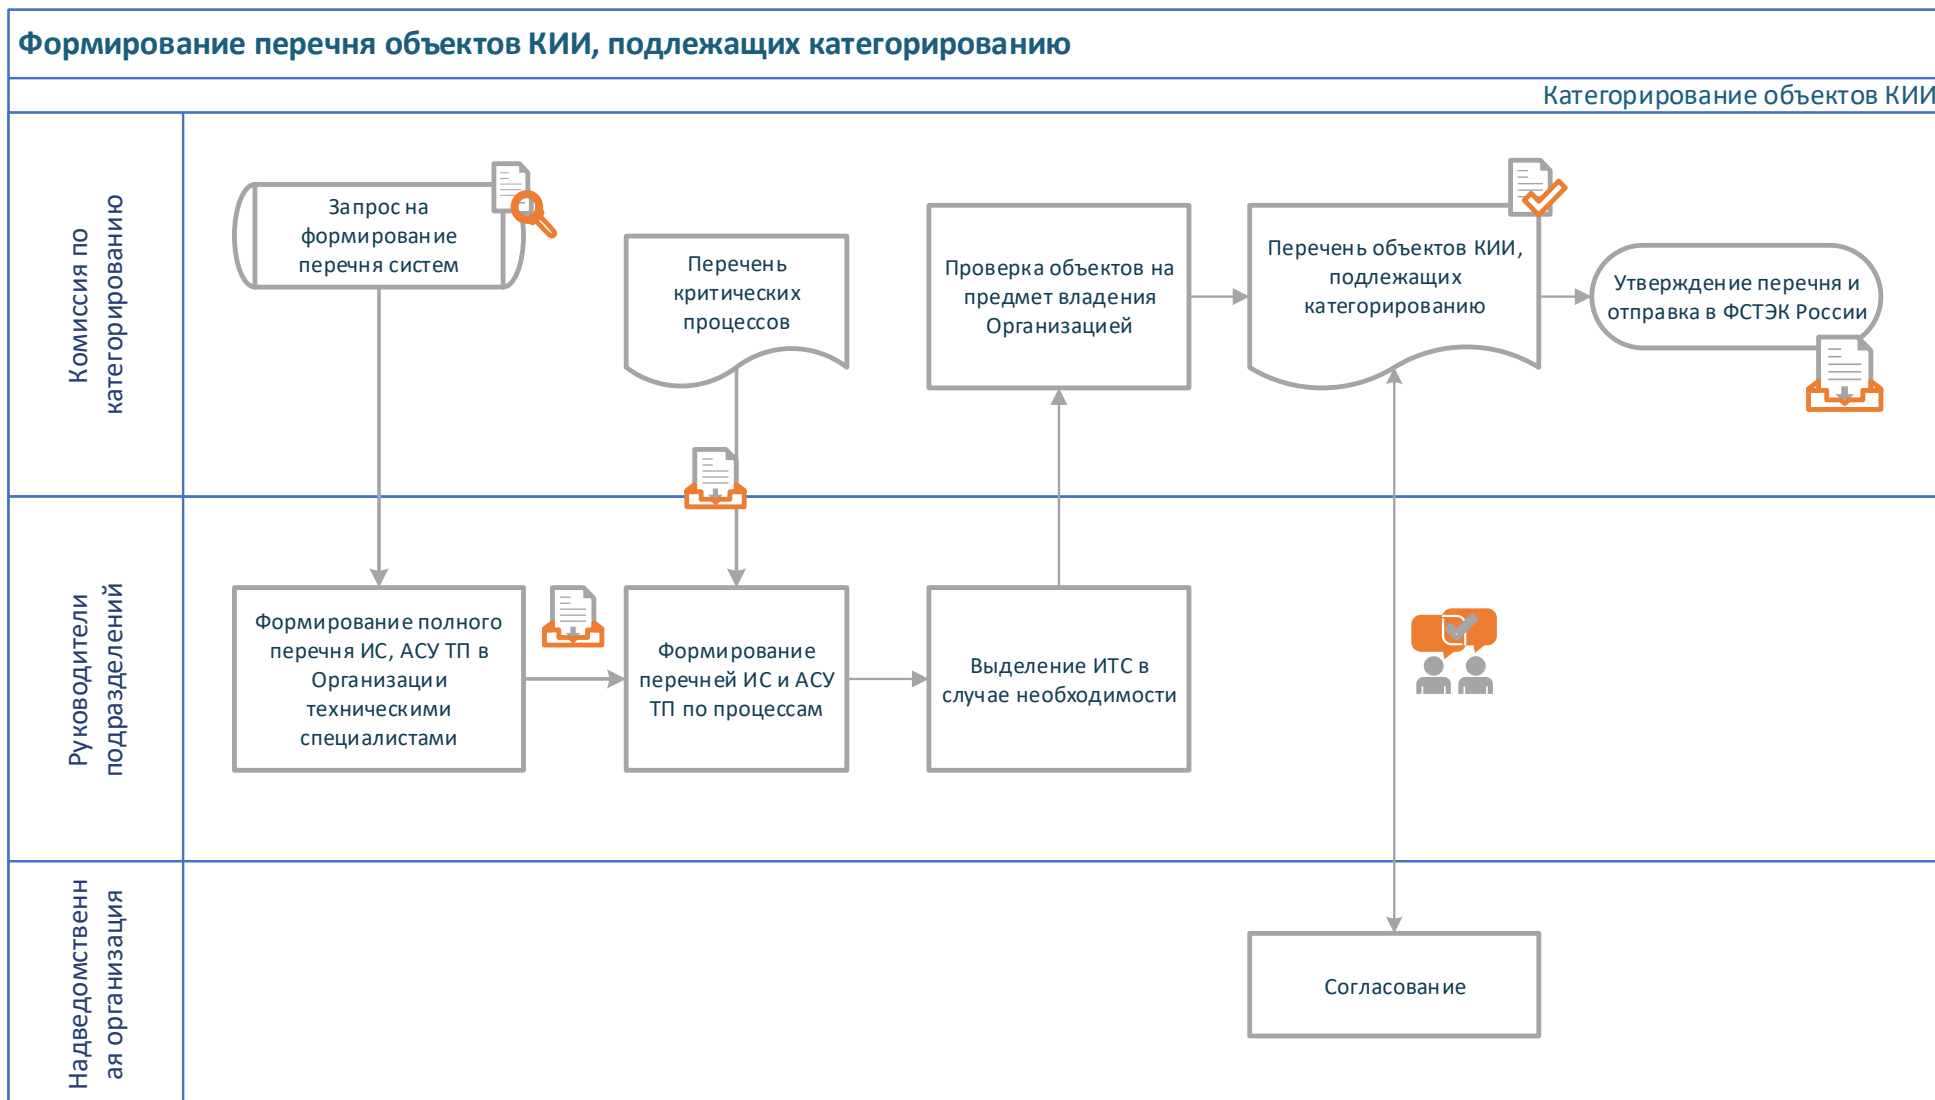 Формирование перечня объектов КИИ, подлежащих категорированию
Категорирование объектов КИИ
Комиссия по
категорированию
Запрос на
формирование
перечня систем
Перечень
критических
процессов
Проверка объектов на
предмет владения
Организацией
Перечень объектов КИИ,
подлежащих
категорированию
Утверждение перечня и
отправка в ФСТЭК России
Руководители
подразделений
Формирование полного
перечня ИС, АСУ ТП в
Организации
техническими
специалистами
Формирование
перечней ИС и АСУ
ТП по процессам
Выделение ИТС в
случае необходимости
Надведомственн
ая организация
Согласование